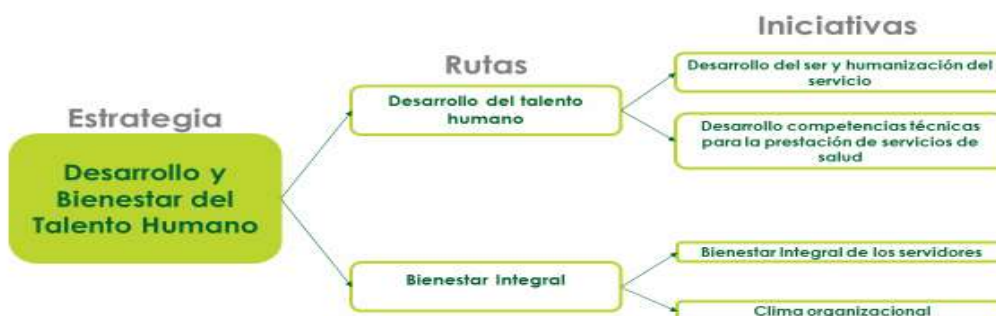 Iniciativas
Rutas
Estrategia
Desarrollo y
Bienestar del
Talento Humano
Desarrollo del talento
humano
Bienestar Integral
Desarrollo del ser y humanización del
servicio
Desarrollo competencias técnicas
para la prestación de servicios de
salud
Bienestar Integral de los servidores
Clima organizacional